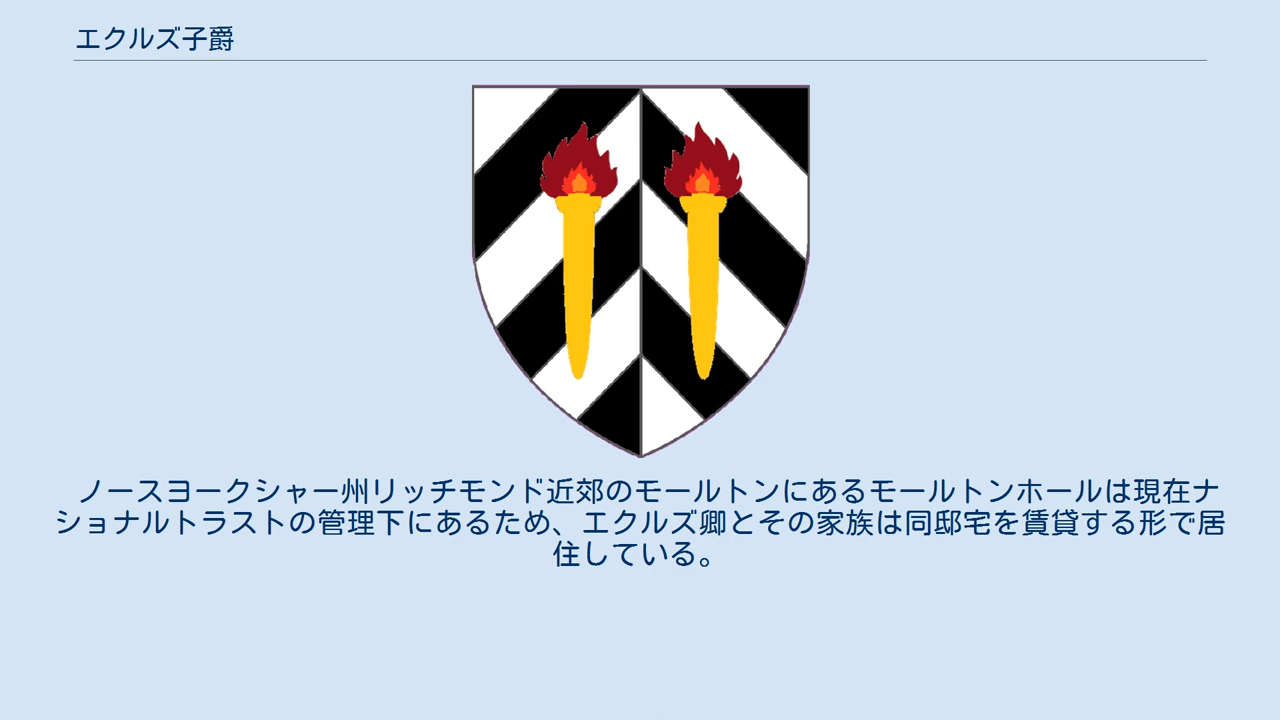 エクルズ子爵
ノースヨークシャー州リッチモンド近郊のモールトンにあるモールトンホールは現在ナ
ショナルトラストの管理下にあるため、エクルズ卿とその家族は同邸宅を賃貸する形で居
住している。